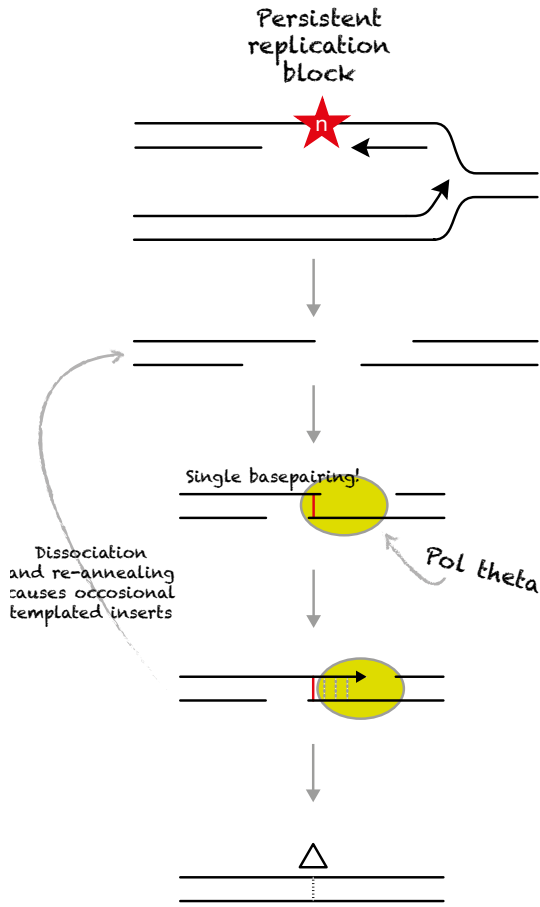 Persistent
replication
block
n
Single basepairing!
Pol theta
Dissociation
and re-annealing
causes occosional
templated inserts